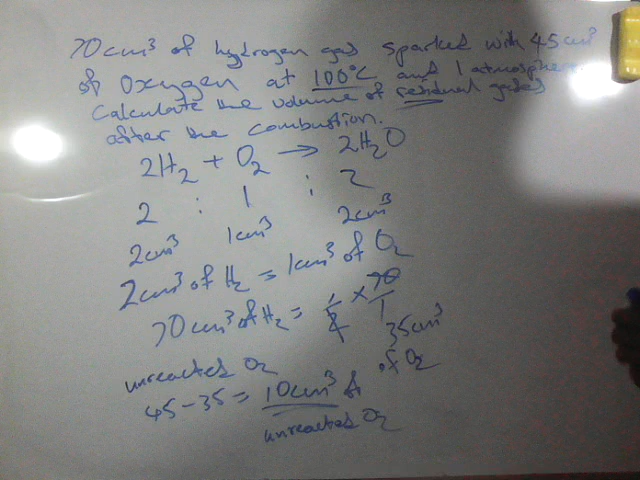 70cm³ of hydrogen gas sparked with 45cm³
of Oxygen at 100°C and 1 atmosphere.
Calculate the volume of residual gases
after the combustion.
2H₂ + O₂ → 2H₂O
2 : 1 : 2
2cm³ 1cm³ 2cm³
2cm³ of H₂ = 1cm³ of O₂
70cm³ of H₂ = 1/2 × 70/1
35cm³
of O₂
unreacted O₂
45-35 = 10cm³ of
unreacted O₂